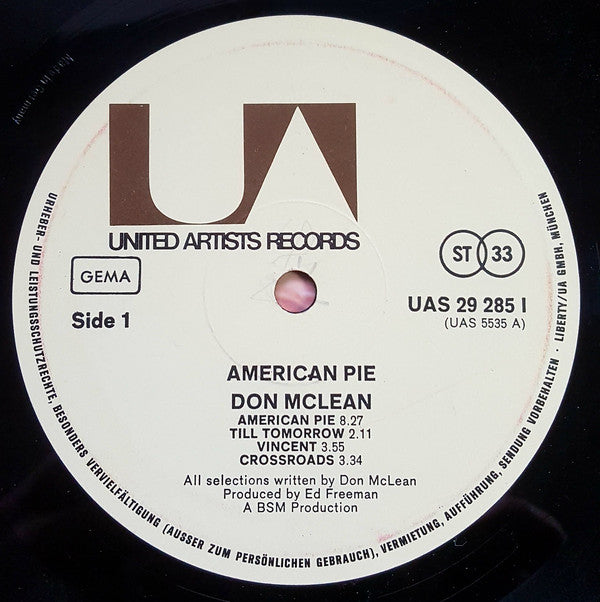 UA
UNITED ARTISTS RECORDS
GEMA
ST 33
Side 1
UAS 29 285 I
(UAS 5535 A)
AMERICAN PIE
DON MCLEAN
AMERICAN PIE 8.27
TILL TOMORROW 2.11
VINCENT 3.55
CROSSROADS 3.34
All selections written by Don McLean
Produced by Ed Freeman
A BSM Production
URHEBER- UND LEISTUNGSSCHUTZRECHTE, BESONDERS VERVIELFÄLTIGUNG (AUSSER ZUM PERSÖNLICHEN GEBRAUCH), VERMIETUNG, AUFFÜHRUNG, SENDUNG VORBEHALTEN · LIBERTY/UA GMBH, MÜNCHEN
Made in Germany